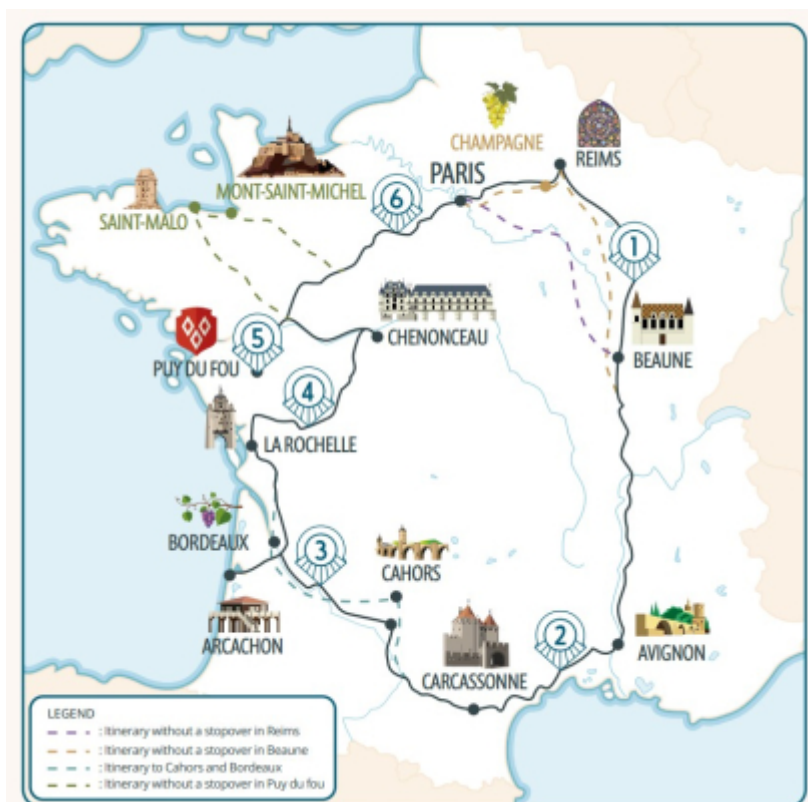 CHAMPAGNE
REIMS
PARIS
MONT-SAINT-MICHEL
SAINT-MALO
6
1
CHENONCEAU
PUY DU FOU
5
BEAUNE
4
LA ROCHELLE
BORDEAUX
3
CAHORS
ARCACHON
2
CARCASSONNE
AVIGNON
LEGEND
: Itinerary without a stopover in Reims
: Itinerary without a stopover in Beaune
: Itinerary to Cahors and Bordeaux
: Itinerary without a stopover in Puy du fou